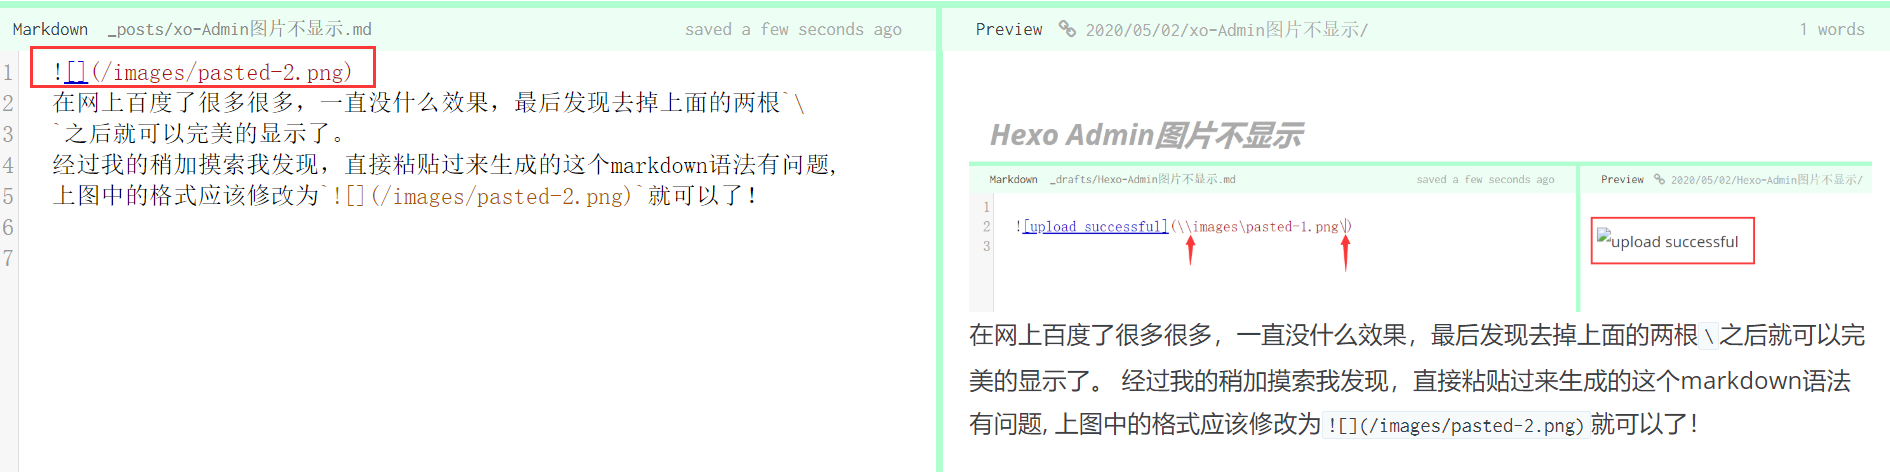 Markdown _posts/xo-Admin图片不显示.md saved a few seconds ago
1 ![](/images/pasted-2.png)
2 在网上百度了很多很多，一直没什么效果，最后发现去掉上面的两根`\
3 `之后就可以完美的显示了。
4 经过我的稍加摸索我发现，直接粘贴过来生成的这个markdown语法有问题,
5 上图中的格式应该修改为`![](/images/pasted-2.png)`就可以了！
6
7
Preview 2020/05/02/xo-Admin图片不显示/ 1 words
Hexo Admin图片不显示
Markdown _drafts/Hexo-Admin图片不显示.md saved a few seconds ago
1
2 ![upload successful](\\images\pasted-1.png\)
3
Preview 2020/05/02/Hexo-Admin图片不显示/
upload successful
在网上百度了很多很多，一直没什么效果，最后发现去掉上面的两根\之后就可以完
美的显示了。 经过我的稍加摸索我发现，直接粘贴过来生成的这个markdown语法
有问题, 上图中的格式应该修改为![](/images/pasted-2.png)就可以了！